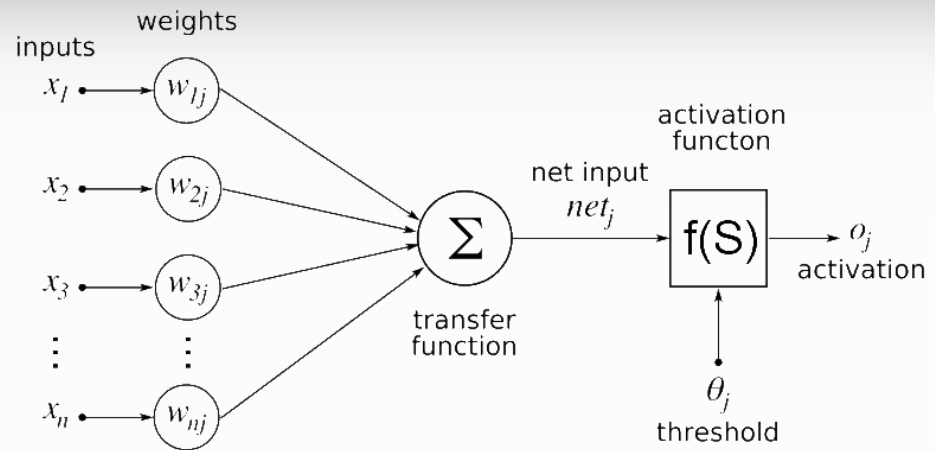 weights
inputs
x1
w1j
x2
w2j
x3
w3j
⋮ ⋮
xn
wnj
Σ
transfer
function
net input
netj
activation
functon
f(S)
oj
activation
θj
threshold